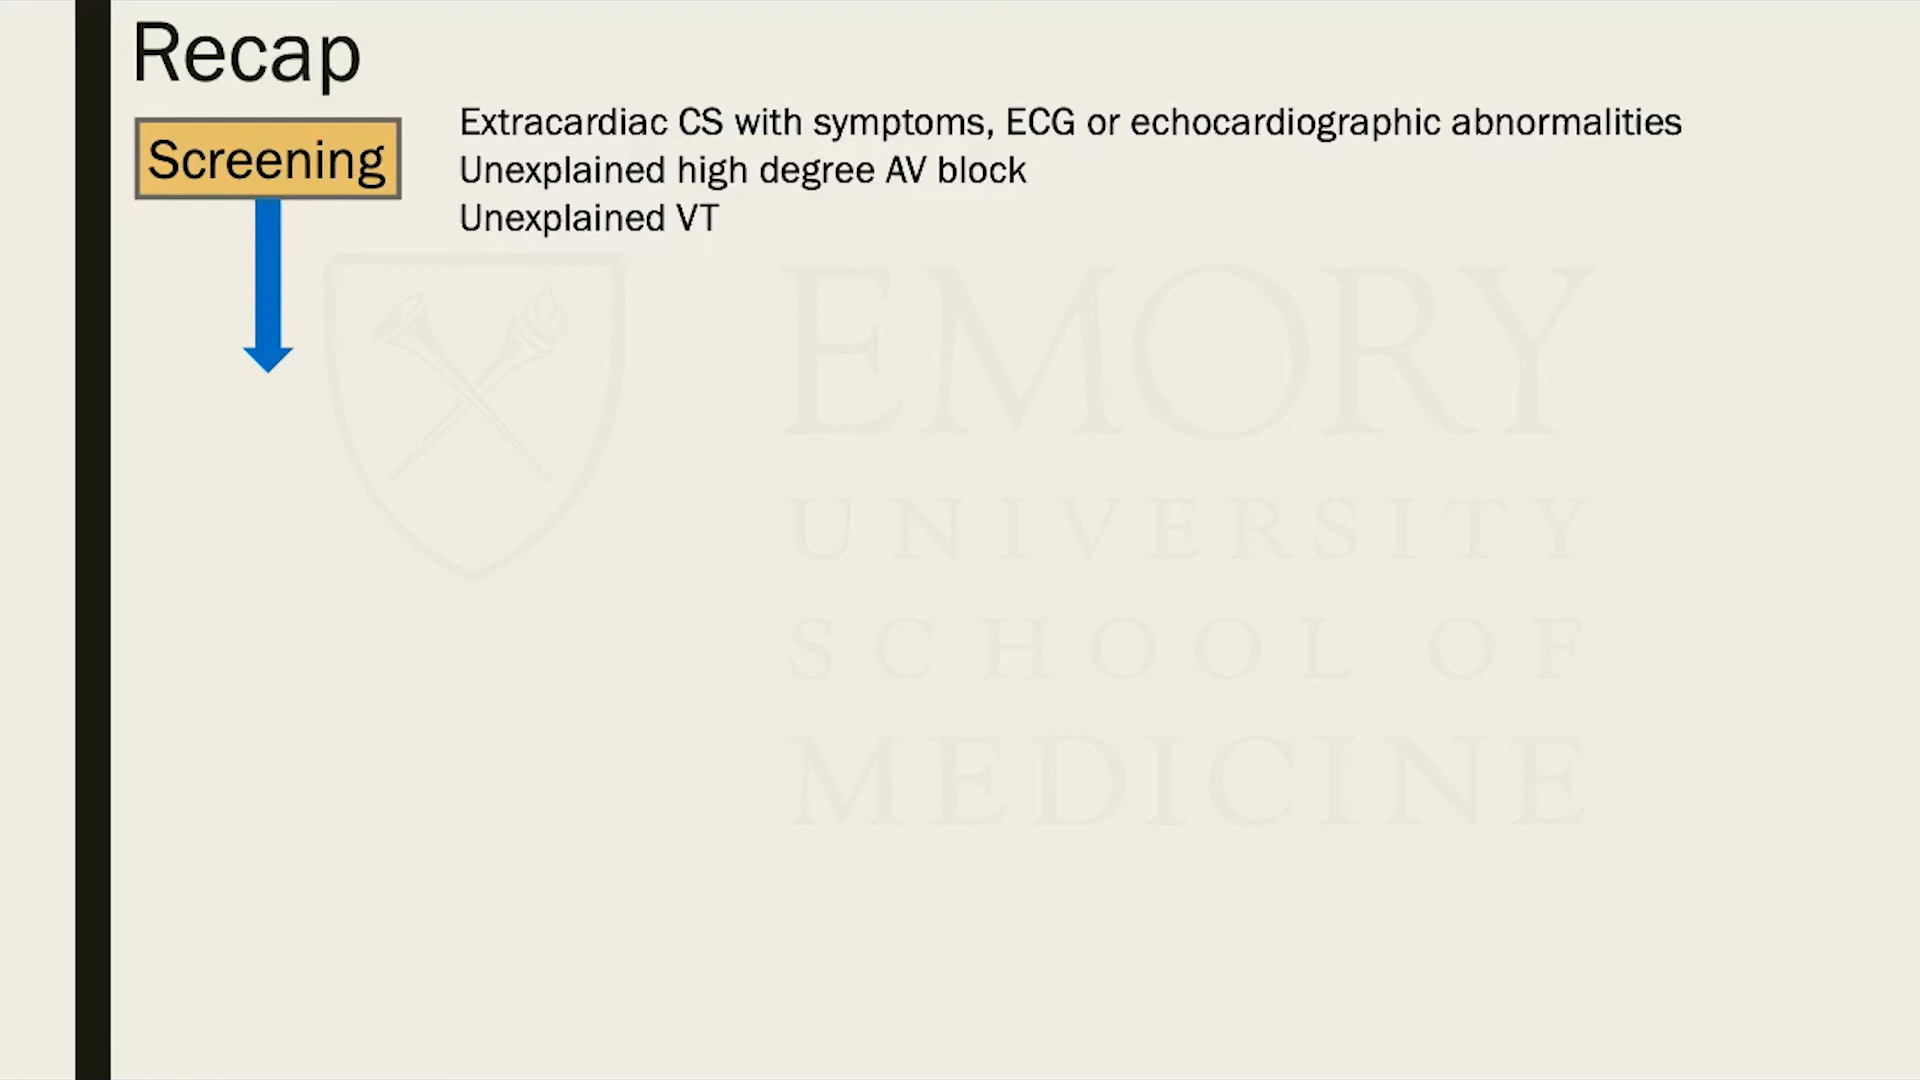 Recap
Screening
Extracardiac CS with symptoms, ECG or echocardiographic abnormalities
Unexplained high degree AV block
Unexplained VT
EMORY
UNIVERSITY
SCHOOL OF
MEDICINE